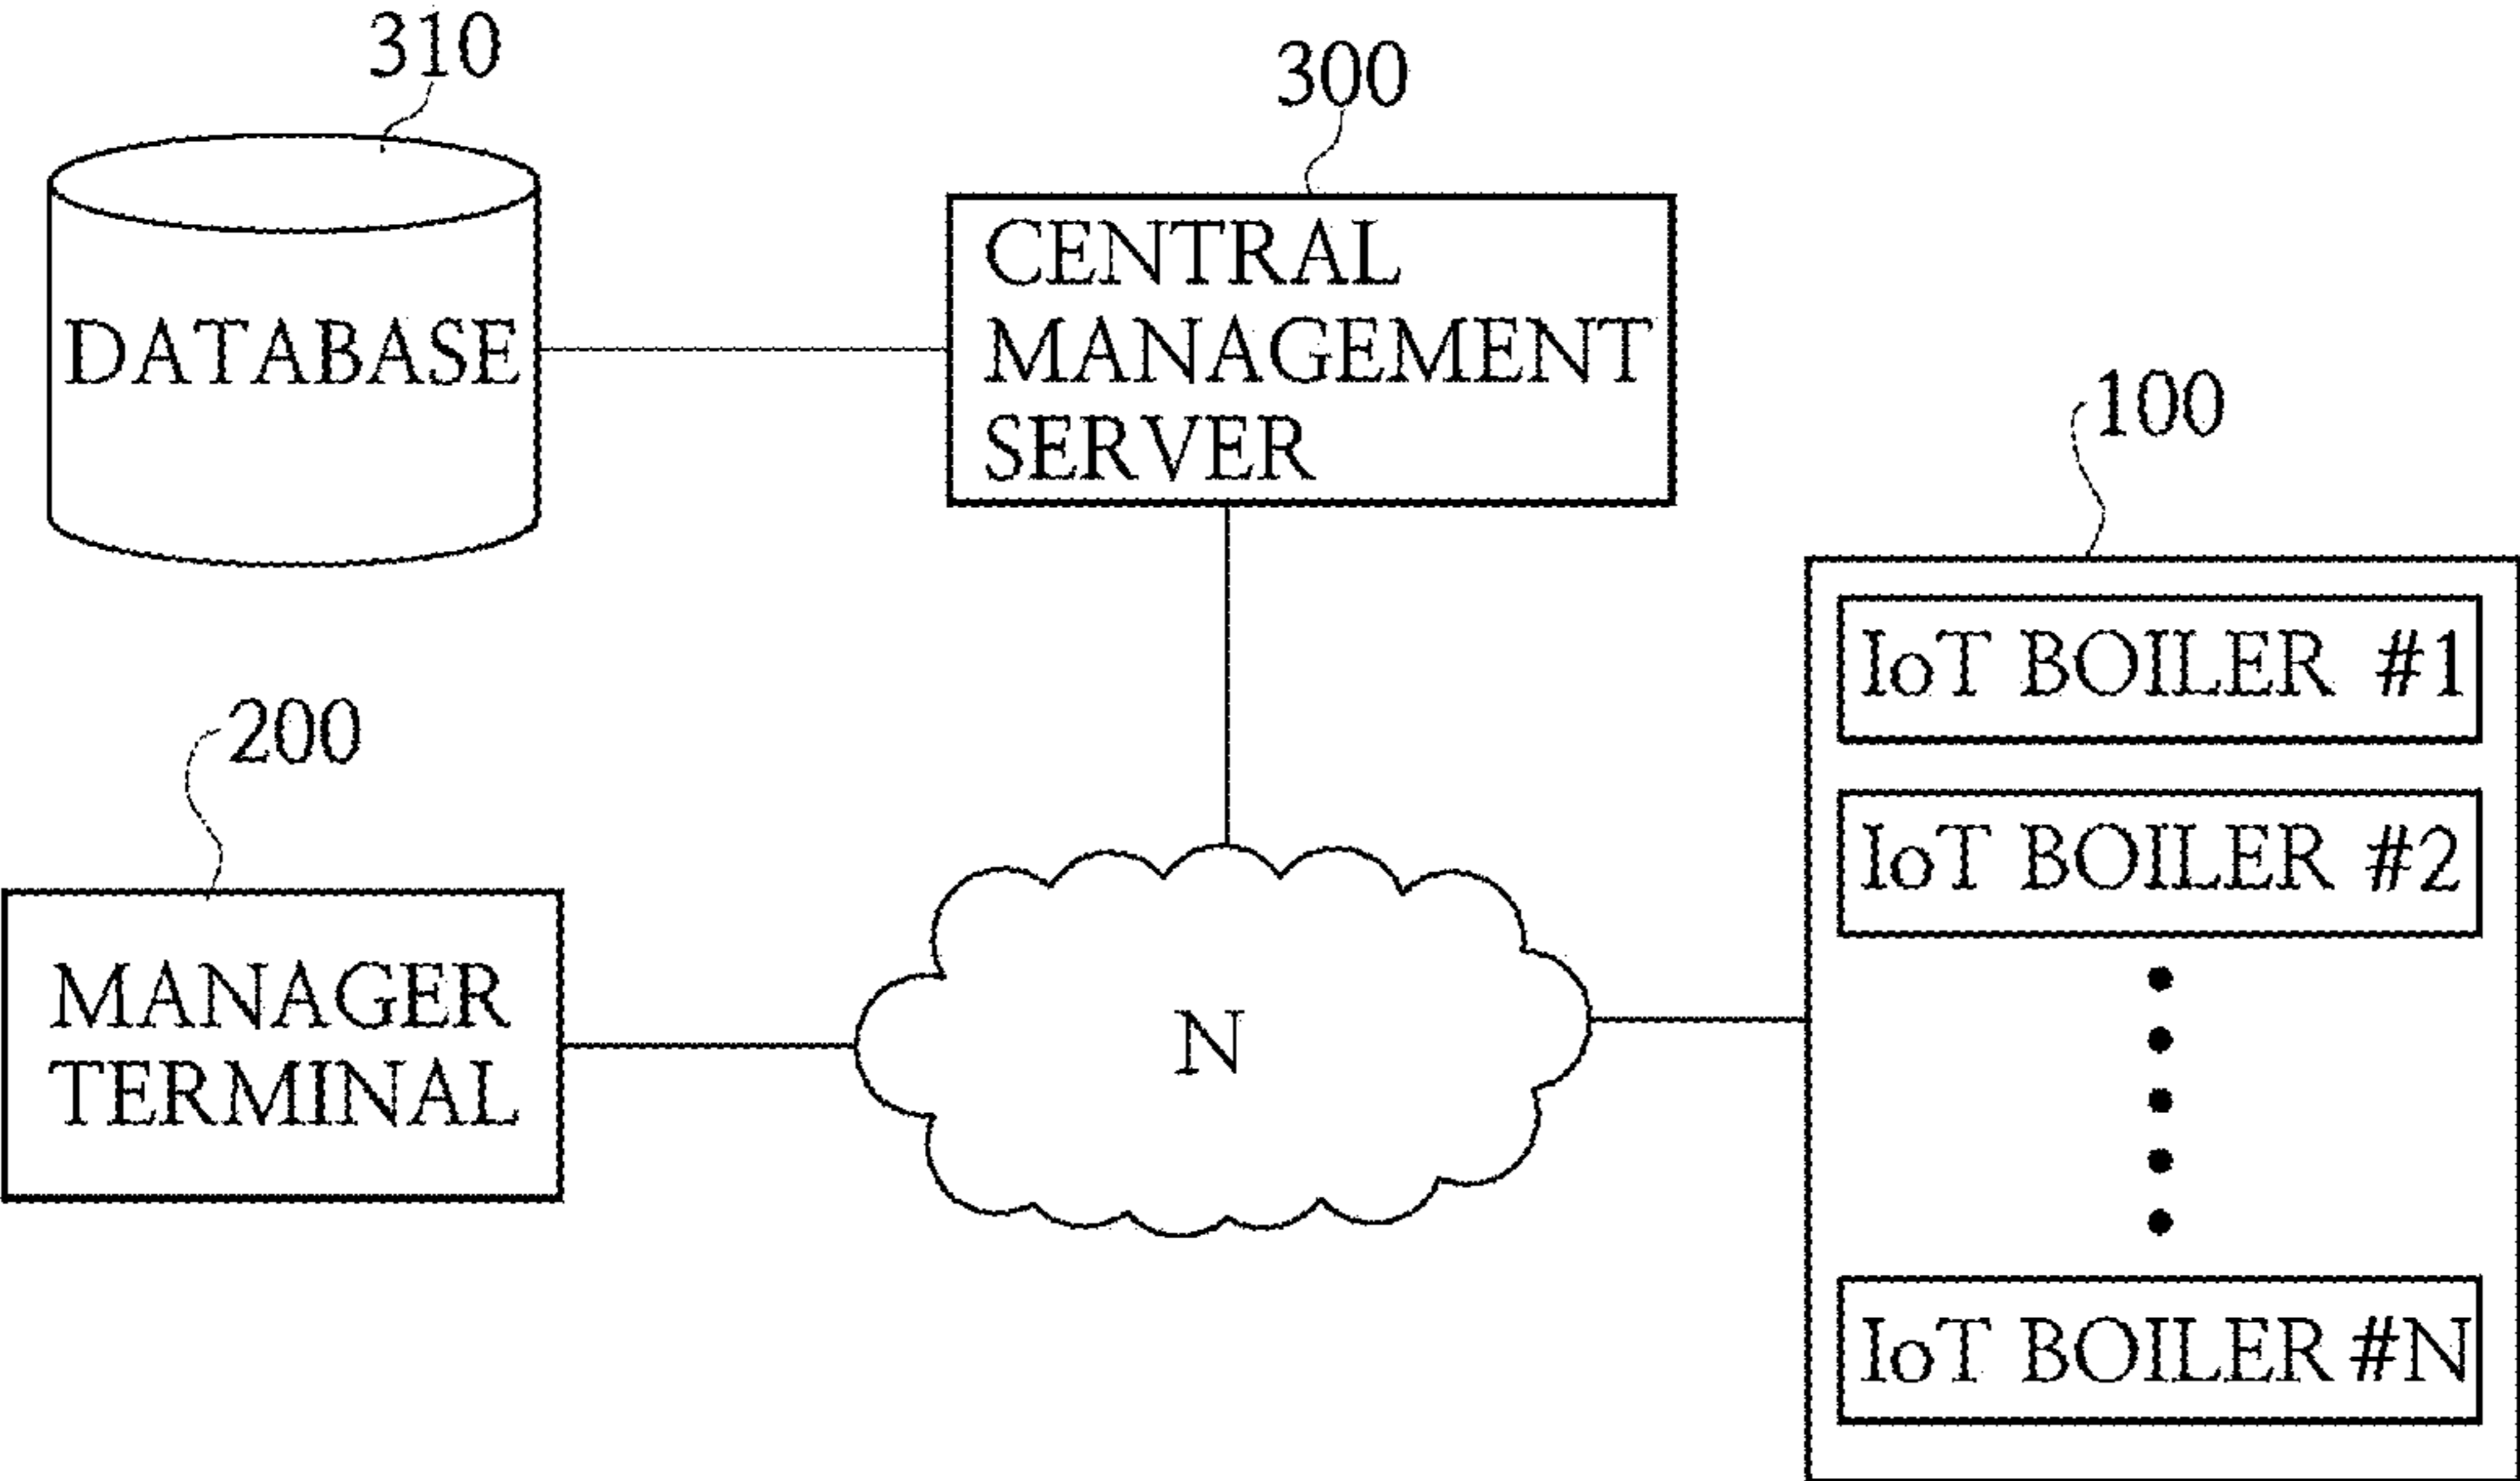 310
300
DATABASE
CENTRAL
MANAGEMENT
SERVER
100
IoT BOILER #1
IoT BOILER #2
IoT BOILER #N
200
MANAGER
TERMINAL
N